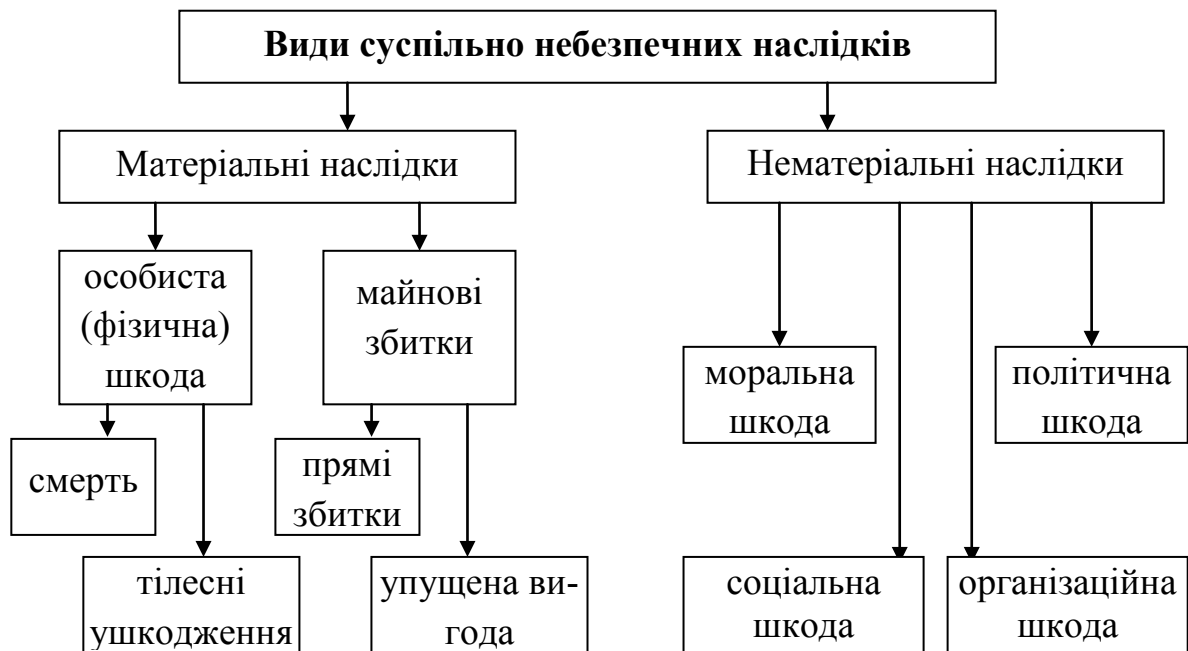 Види суспільно небезпечних наслідків
Матеріальні наслідки
Нематеріальні наслідки
особиста
(фізична)
шкода
майнові
збитки
моральна
шкода
політична
шкода
смерть
прямі
збитки
тілесні
ушкодження
упущена ви-
года
соціальна
шкода
організаційна
шкода